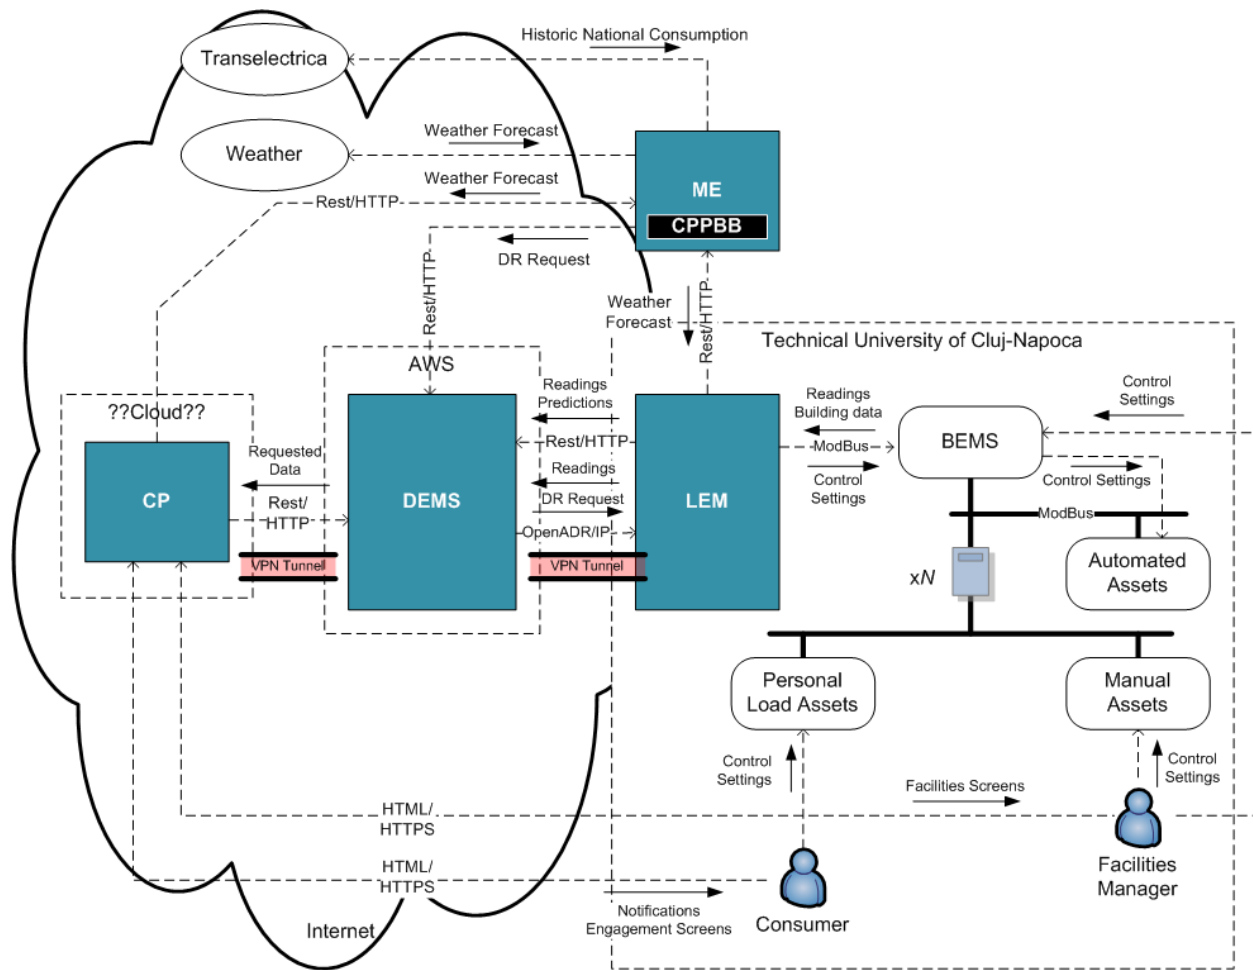 Historic National Consumption
Transelectrica
Weather Forecast
Weather
Weather Forecast
Rest/HTTP
ME
CPPBB
DR Request
Rest/HTTP
Weather
Forecast
Rest/HTTP
Technical University of Cluj-Napoca
AWS
??Cloud??
Readings
Predictions
Rest/HTTP
Readings
Building data
ModBus
Control
Settings
Control
Settings
BEMS
Control Settings
Requested
Data
Rest/
HTTP
CP
DEMS
Readings
DR Request
OpenADR/IP
LEM
ModBus
VPN Tunnel
VPN Tunnel
xN
Automated
Assets
Personal
Load Assets
Manual
Assets
Control
Settings
Control
Settings
Facilities Screens
HTML/
HTTPS
HTML/
HTTPS
Facilities
Manager
Notifications
Engagement Screens
Consumer
Internet